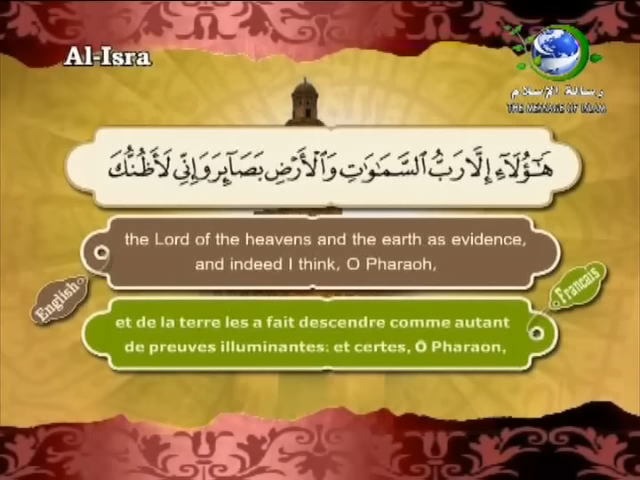 Al-Isra
رسالة الإسلام
THE MESSAGE OF ISLAM
هَٰٓؤُلَآءِ إِلَّا رَبُّ ٱلسَّمَٰوَٰتِ وَٱلْأَرْضِ بَصَآئِرَ وَإِنِّى لَأَظُنُّكَ
the Lord of the heavens and the earth as evidence,
and indeed I think, O Pharaoh,
English
Francais
et de la terre les a fait descendre comme autant
de preuves illuminantes: et certes, Ô Pharaon,